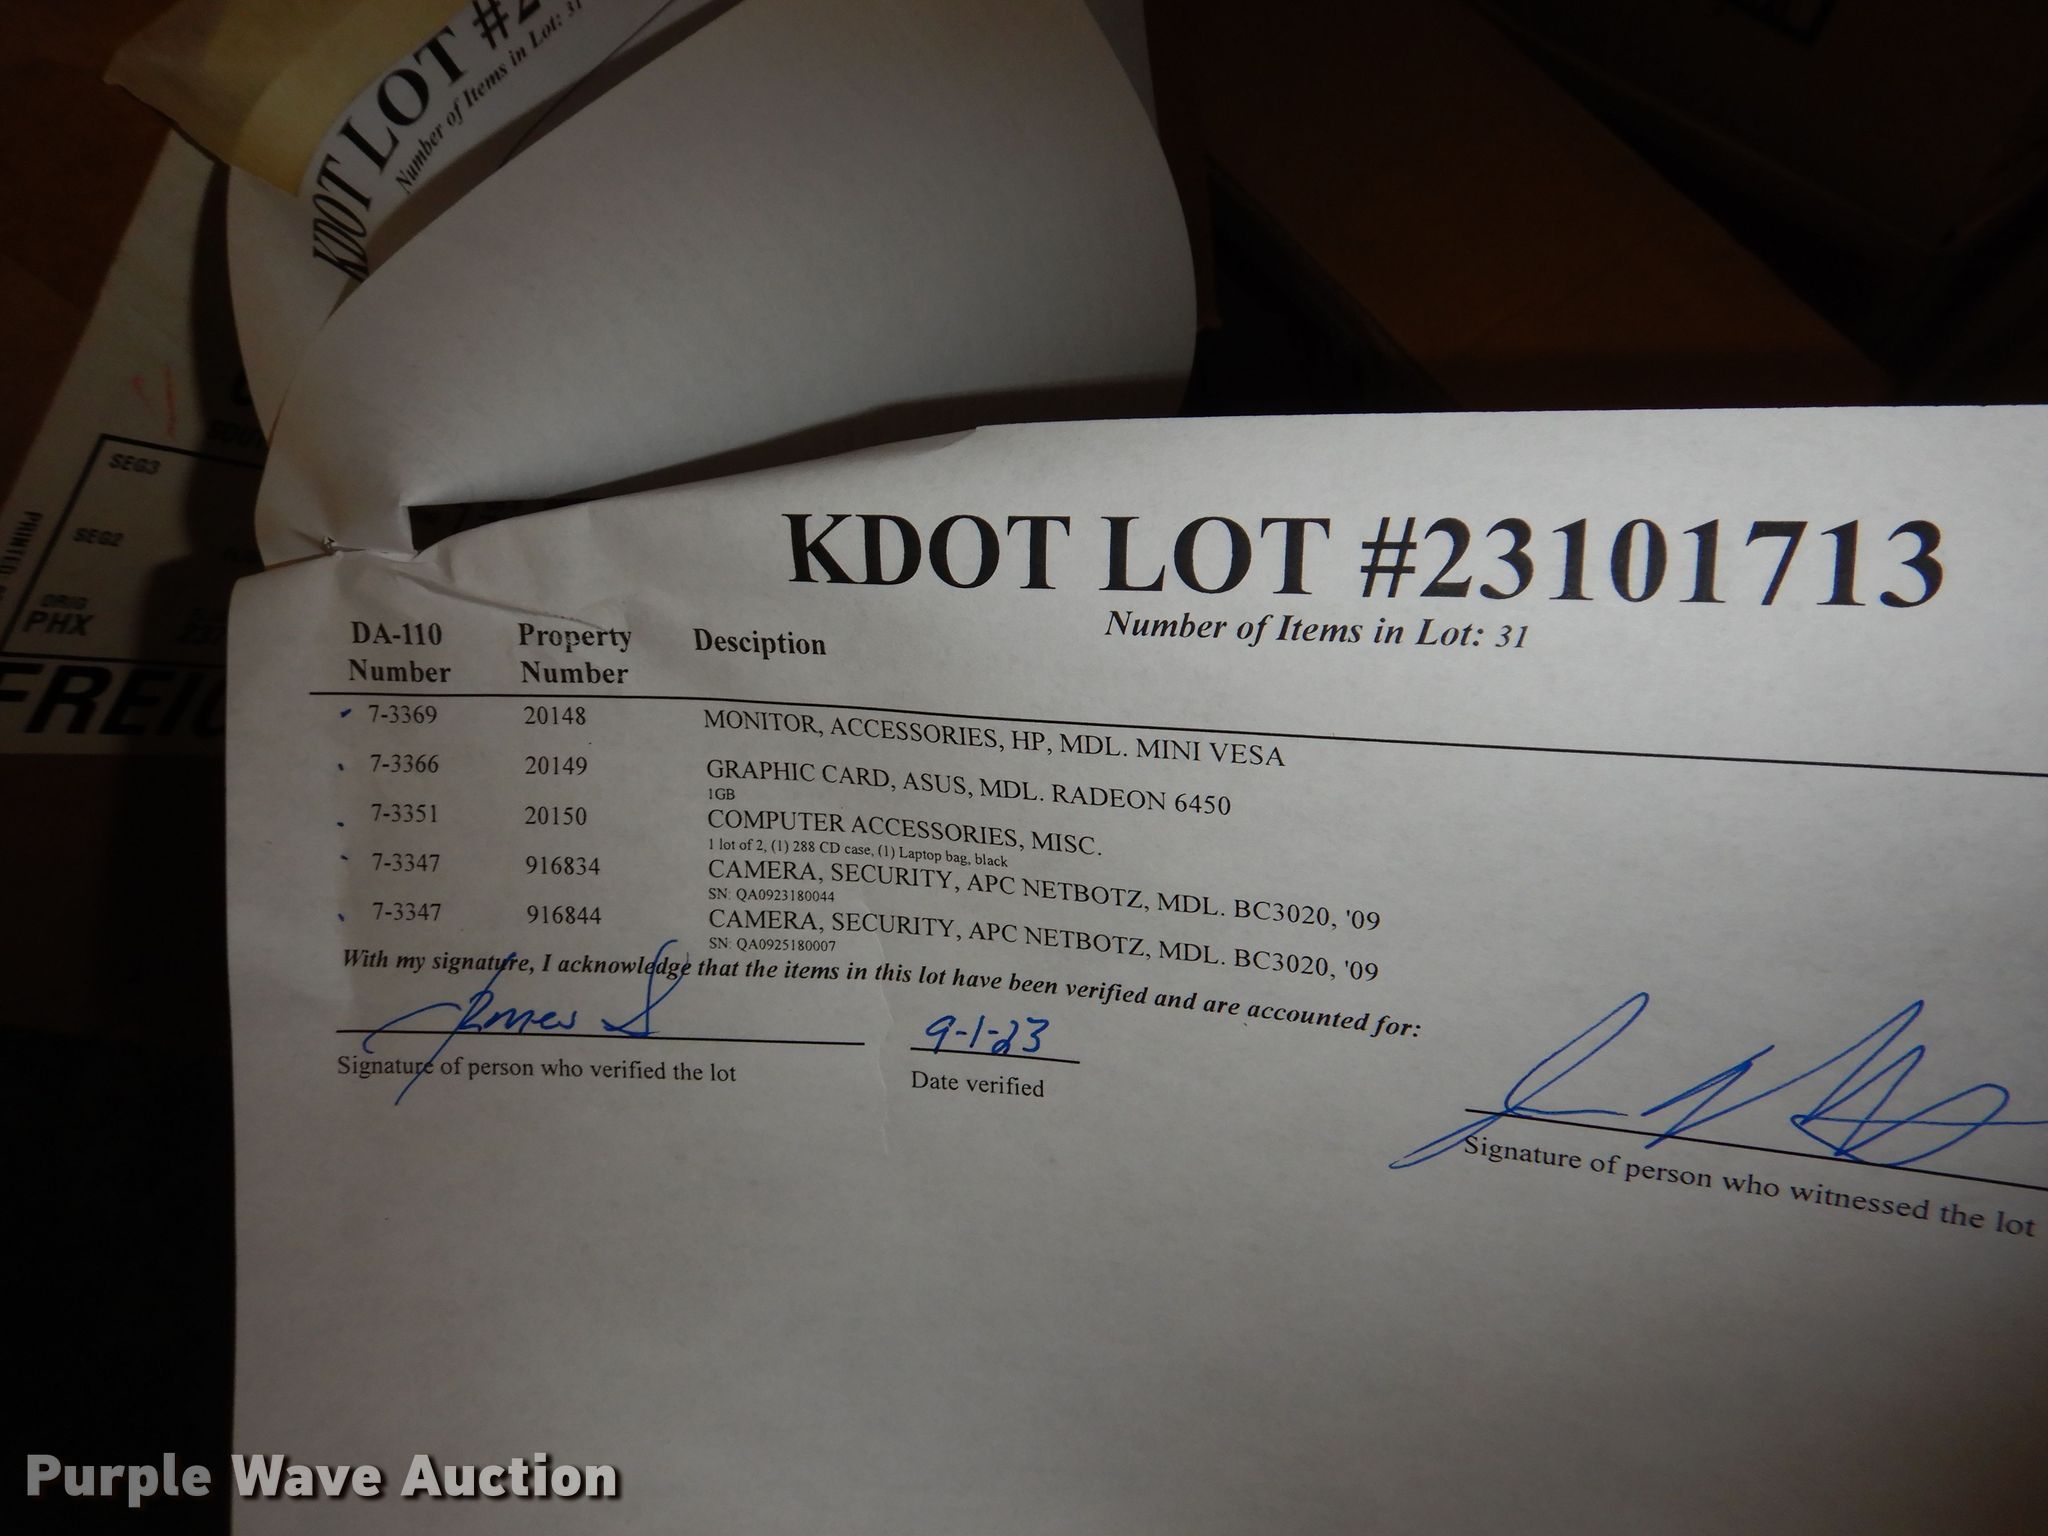 KDOT LOT #2
Number of Items in Lot: 31
SEG3
SEG2
ORIG
PHX
KDOT LOT #23101713
Number of Items in Lot: 31
DA-110 Number Property Number Desciption
7-3369 20148 MONITOR, ACCESSORIES, HP, MDL. MINI VESA
7-3366 20149 GRAPHIC CARD, ASUS, MDL. RADEON 6450
1GB
7-3351 20150 COMPUTER ACCESSORIES, MISC.
1 lot of 2, (1) 288 CD case, (1) Laptop bag, black
7-3347 916834 CAMERA, SECURITY, APC NETBOTZ, MDL. BC3020, '09
SN: QA0923180044
7-3347 916844 CAMERA, SECURITY, APC NETBOTZ, MDL. BC3020, '09
SN: QA0925180007
With my signature, I acknowledge that the items in this lot have been verified and are accounted for:
9-1-23
Signature of person who verified the lot
Date verified
Signature of person who witnessed the lot
Purple Wave Auction